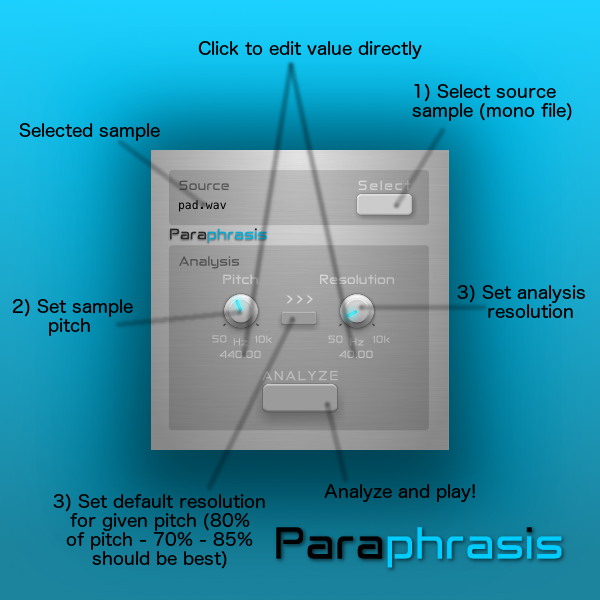 Click to edit value directly
1) Select source
sample (mono file)
Selected sample
Source
Select
pad.wav
Paraphrasis
Analysis
Pitch
Resolution
>>>
2) Set sample
pitch
3) Set analysis
resolution
50 Hz 10k
440.00
50 Hz 10k
40.00
ANALYZE
3) Set default resolution
for given pitch (80%
of pitch - 70% - 85%
should be best)
Analyze and play!
Paraphrasis